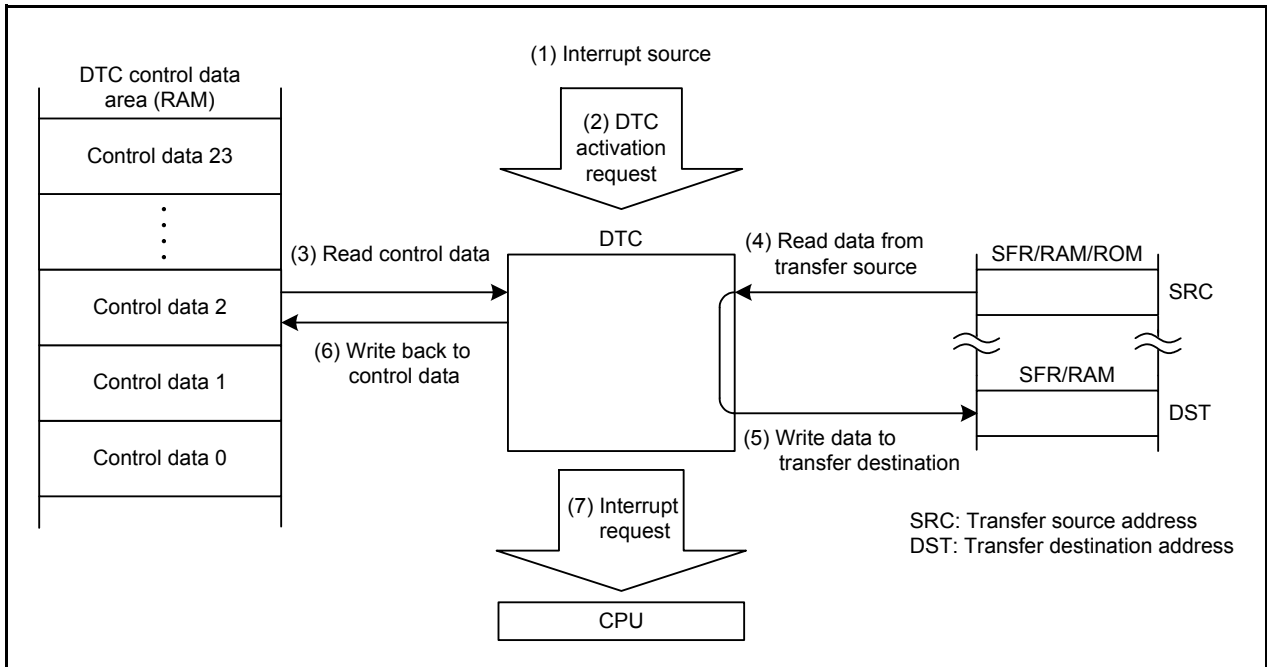 (1) Interrupt source
DTC control data
area (RAM)
(2) DTC
activation
request
Control data 23
(3) Read control data
DTC
(4) Read data from
transfer source
SFR/RAM/ROM
SRC
Control data 2
(6) Write back to
control data
Control data 1
SFR/RAM
DST
(5) Write data to
transfer destination
Control data 0
(7) Interrupt
request
SRC: Transfer source address
DST: Transfer destination address
CPU